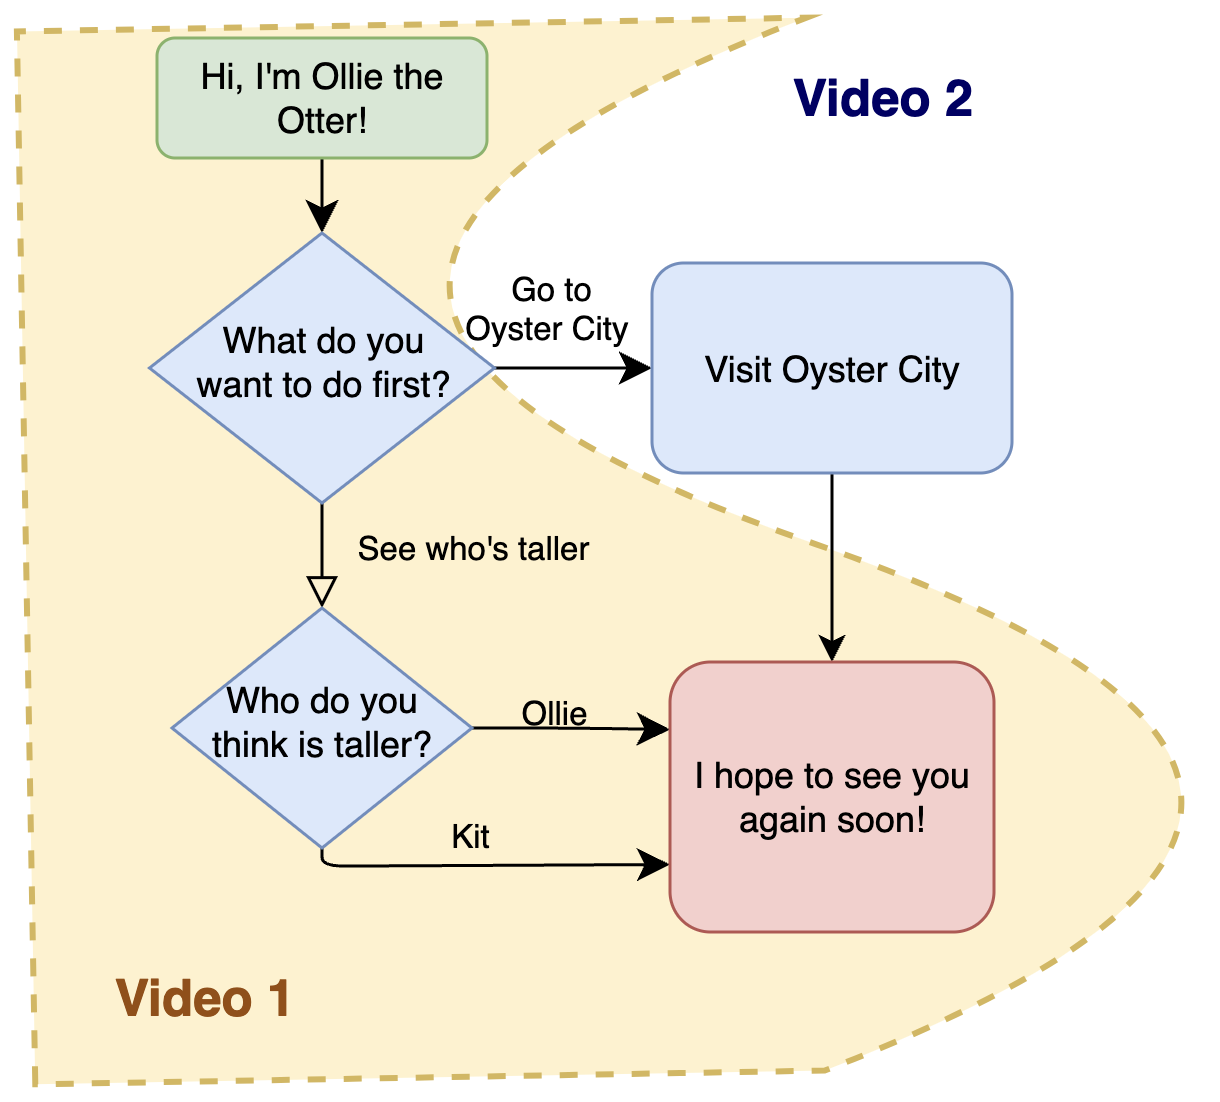 Hi, I'm Ollie the
Otter!
Video 2
What do you
want to do first?
Go to
Oyster City
Visit Oyster City
See who's taller
Who do you
think is taller?
Ollie
Kit
I hope to see you
again soon!
Video 1